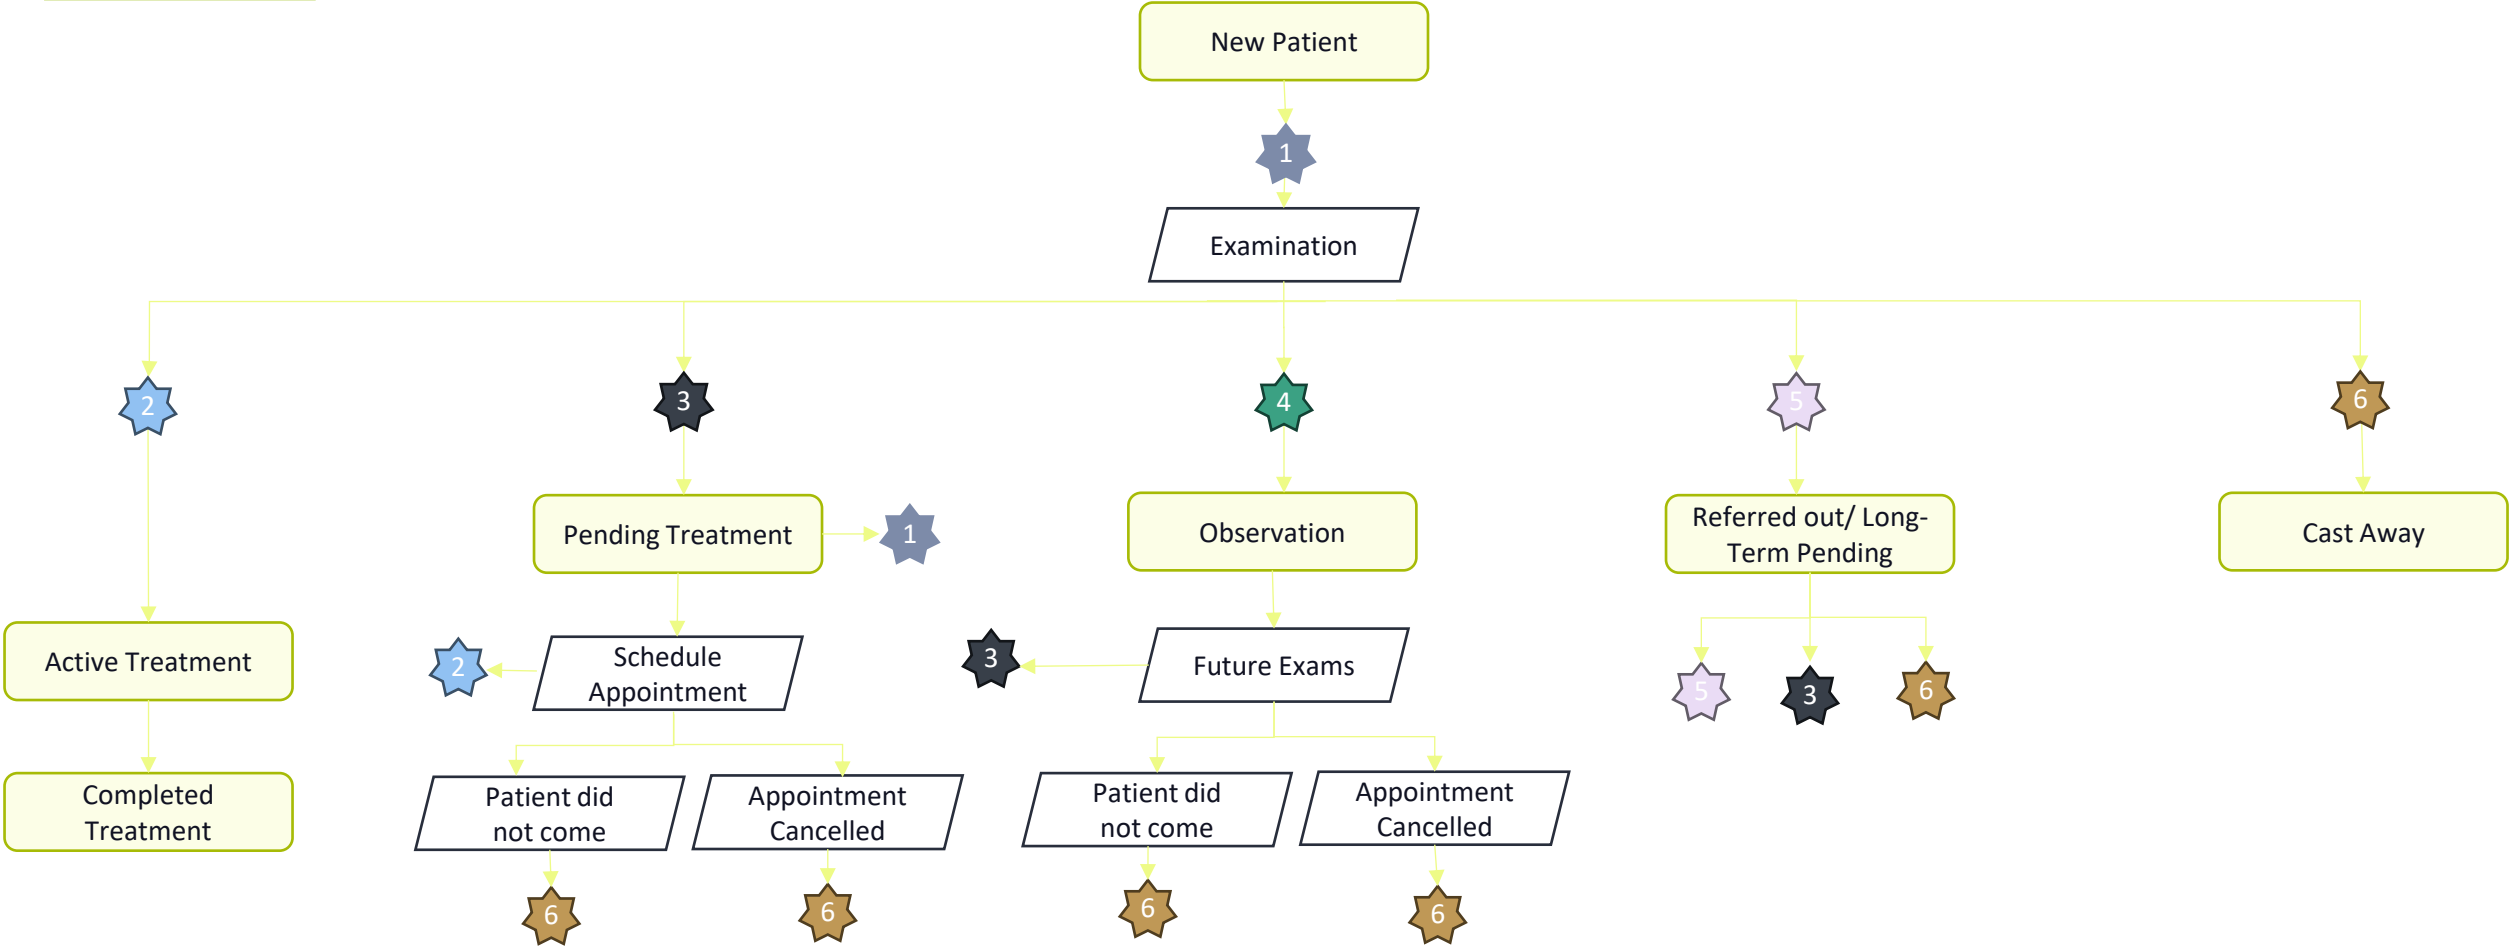 New Patient
1
Examination
2
3
4
5
6
Pending Treatment
1
Observation
Referred out/ Long-
Term Pending
Cast Away
Active Treatment
2
Schedule
Appointment
3
Future Exams
5
3
6
Completed
Treatment
Patient did
not come
Appointment
Cancelled
Patient did
not come
Appointment
Cancelled
6
6
6
6